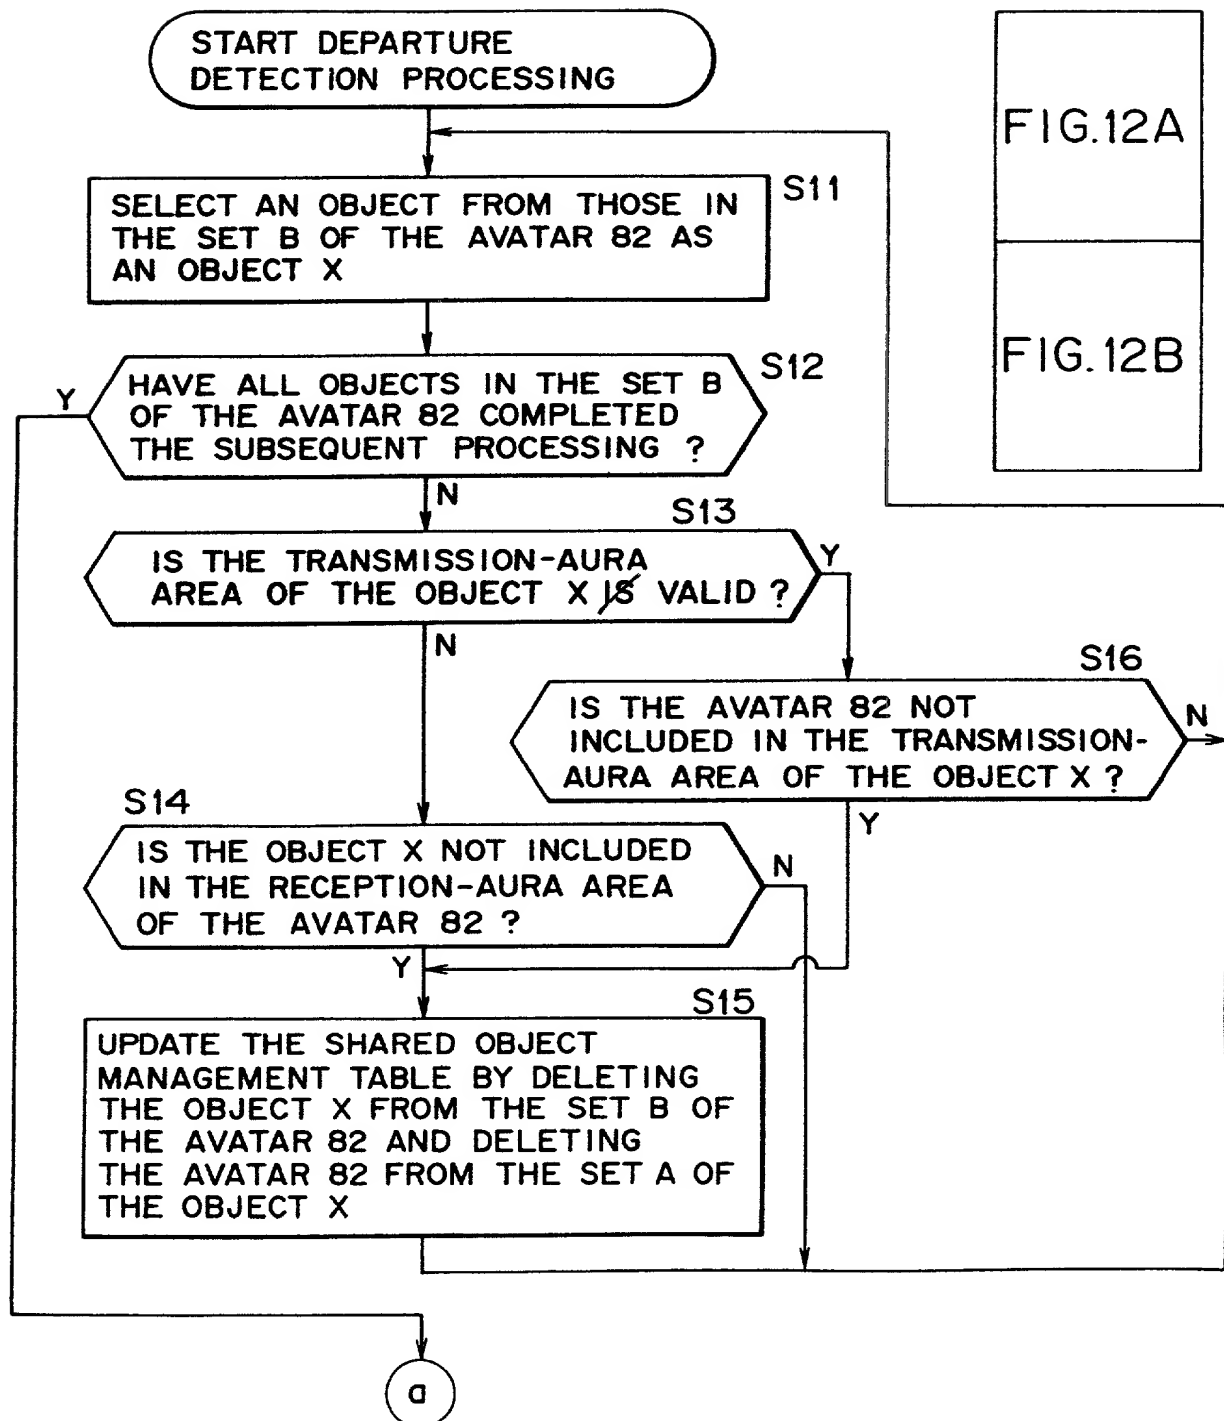 START DEPARTURE
DETECTION PROCESSING
FIG.12A
FIG.12B
S11
SELECT AN OBJECT FROM THOSE IN
THE SET B OF THE AVATAR 82 AS
AN OBJECT X
S12
Y
HAVE ALL OBJECTS IN THE SET B
OF THE AVATAR 82 COMPLETED
THE SUBSEQUENT PROCESSING ?
N
S13
IS THE TRANSMISSION-AURA
AREA OF THE OBJECT X IS VALID ?
Y
N
S16
IS THE AVATAR 82 NOT
INCLUDED IN THE TRANSMISSION-
AURA AREA OF THE OBJECT X ?
N
Y
S14
IS THE OBJECT X NOT INCLUDED
IN THE RECEPTION-AURA AREA
OF THE AVATAR 82 ?
N
Y
S15
UPDATE THE SHARED OBJECT
MANAGEMENT TABLE BY DELETING
THE OBJECT X FROM THE SET B OF
THE AVATAR 82 AND DELETING
THE AVATAR 82 FROM THE SET A OF
THE OBJECT X
a